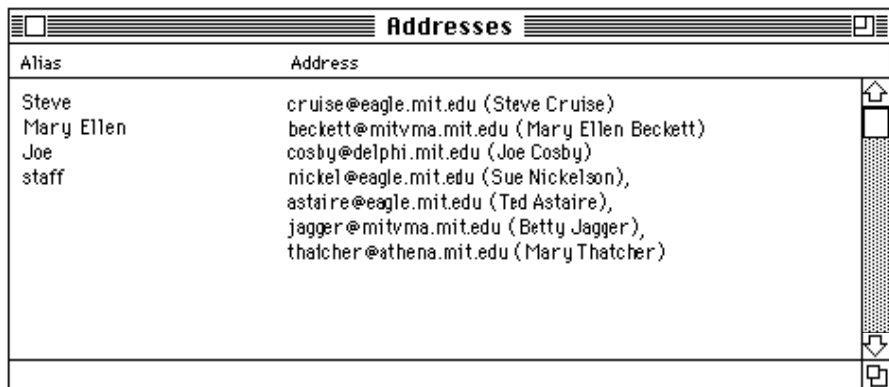 Addresses
Alias Address
Steve cruise@eagle.mit.edu (Steve Cruise)
Mary Ellen beckett@mitvma.mit.edu (Mary Ellen Beckett)
Joe cosby@delphi.mit.edu (Joe Cosby)
staff nickel@eagle.mit.edu (Sue Nickelson),
astaire@eagle.mit.edu (Ted Astaire),
jagger@mitvma.mit.edu (Betty Jagger),
thatcher@athena.mit.edu (Mary Thatcher)